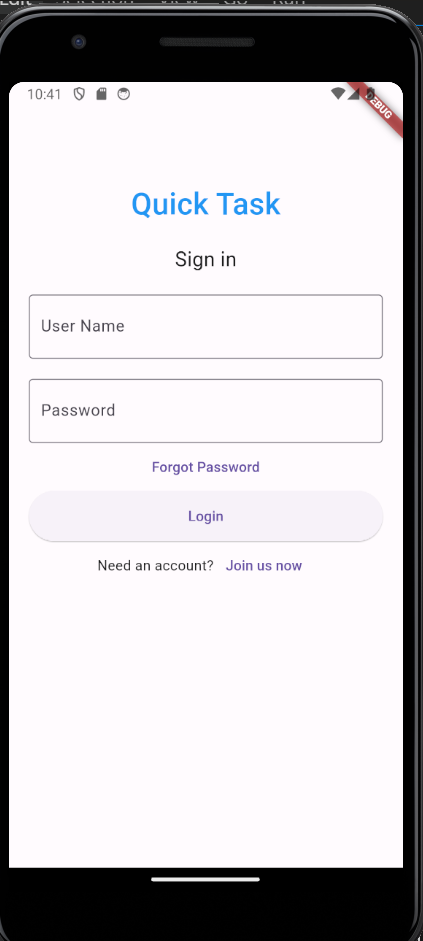 10:41
DEBUG
Quick Task
Sign in
User Name
Password
Forgot Password
Login
Need an account? Join us now